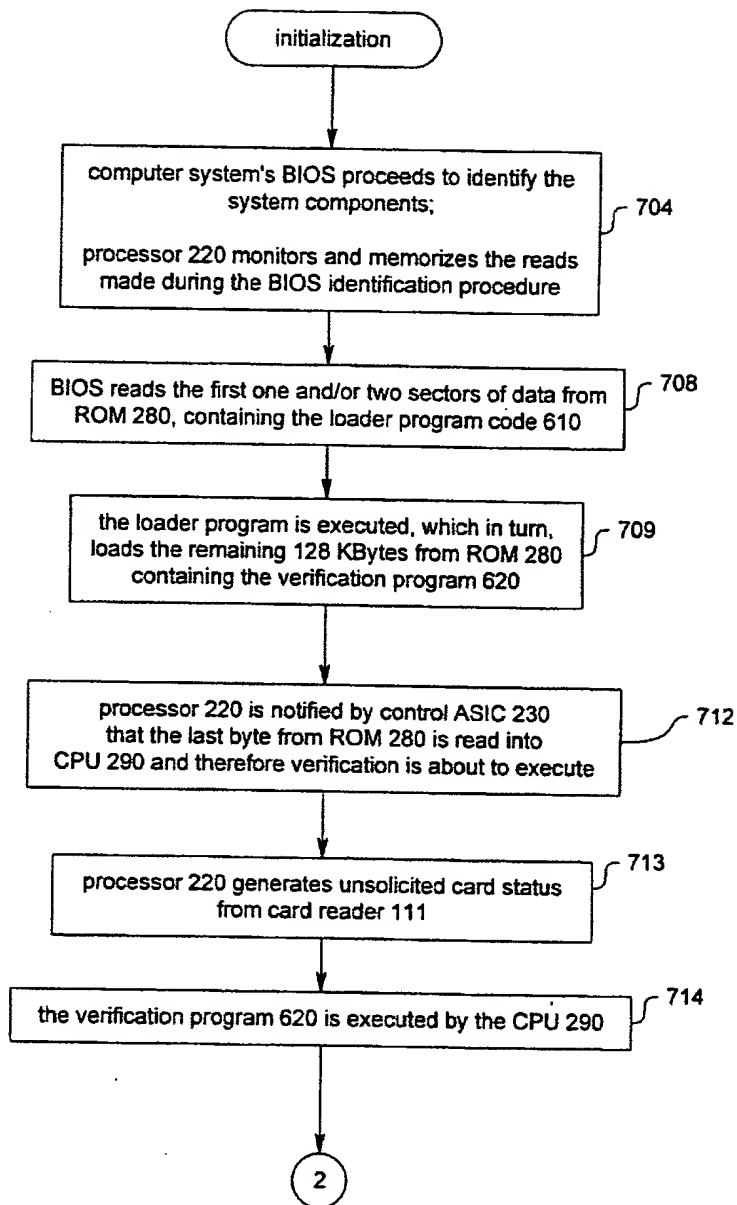 initialization
computer system's BIOS proceeds to identify the
system components;
processor 220 monitors and memorizes the reads
made during the BIOS identification procedure
704
BIOS reads the first one and/or two sectors of data from
ROM 280, containing the loader program code 610
708
the loader program is executed, which in turn,
loads the remaining 128 KBytes from ROM 280
containing the verification program 620
709
processor 220 is notified by control ASIC 230
that the last byte from ROM 280 is read into
CPU 290 and therefore verification is about to execute
712
processor 220 generates unsolicited card status
from card reader 111
713
the verification program 620 is executed by the CPU 290
714
2